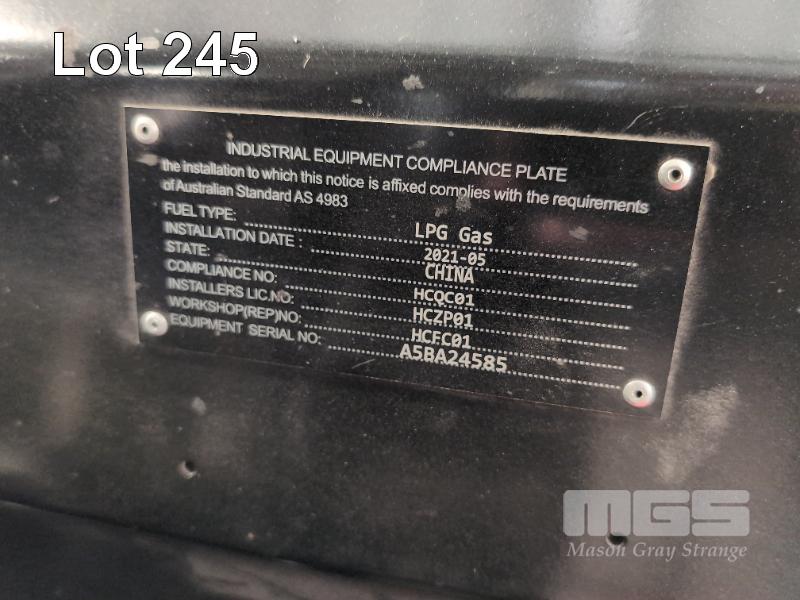 Lot 245
INDUSTRIAL EQUIPMENT COMPLIANCE PLATE
the installation to which this notice is affixed complies with the requirements
of Australian Standard AS 4983
FUEL TYPE: LPG Gas
INSTALLATION DATE : 2021-05
STATE: CHINA
COMPLIANCE NO: HCQC01
INSTALLERS LIC.NO: HCZP01
WORKSHOP(REP)NO: HCFC01
EQUIPMENT SERIAL NO: A5BA24585
MGS
Mason Gray Strange